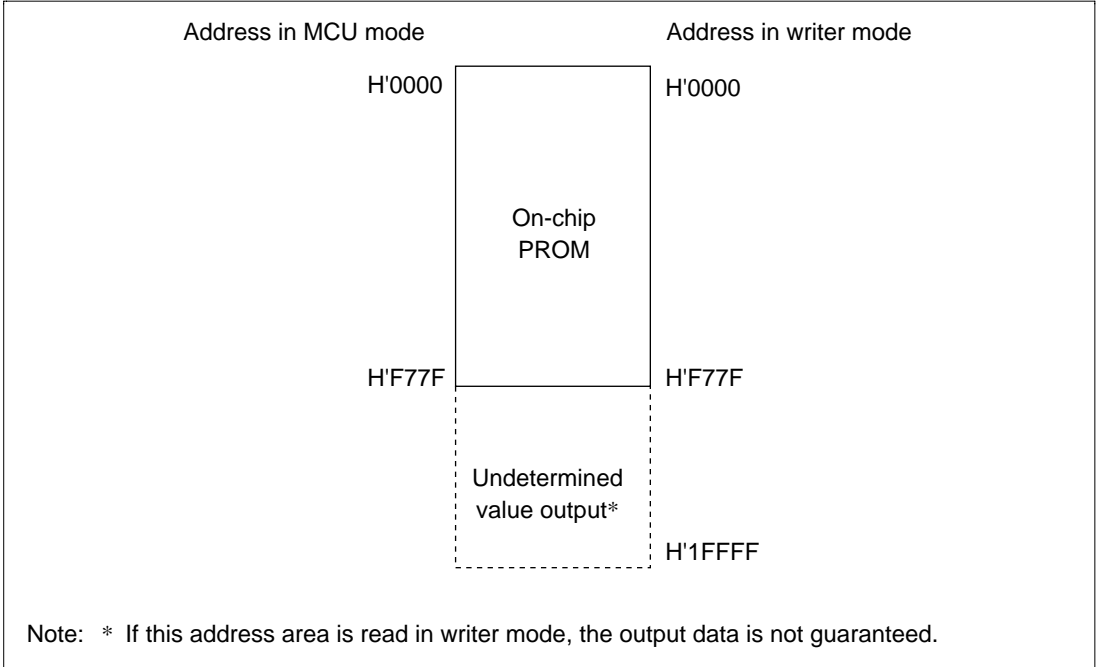 Address in MCU mode Address in writer mode
H'0000 H'0000
On-chip
PROM
H'F77F H'F77F
Undetermined
value output*
H'1FFFF
Note: * If this address area is read in writer mode, the output data is not guaranteed.